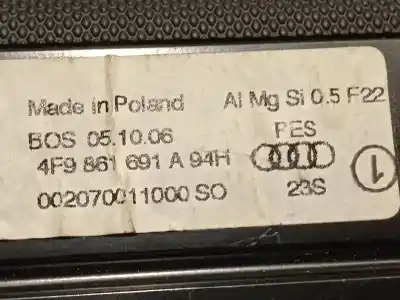 Made in Poland Al Mg Si 0.5 F22
BOS 05.10.06 PES
4F9 861 691 A 94H
002070011000 SO 23S
1